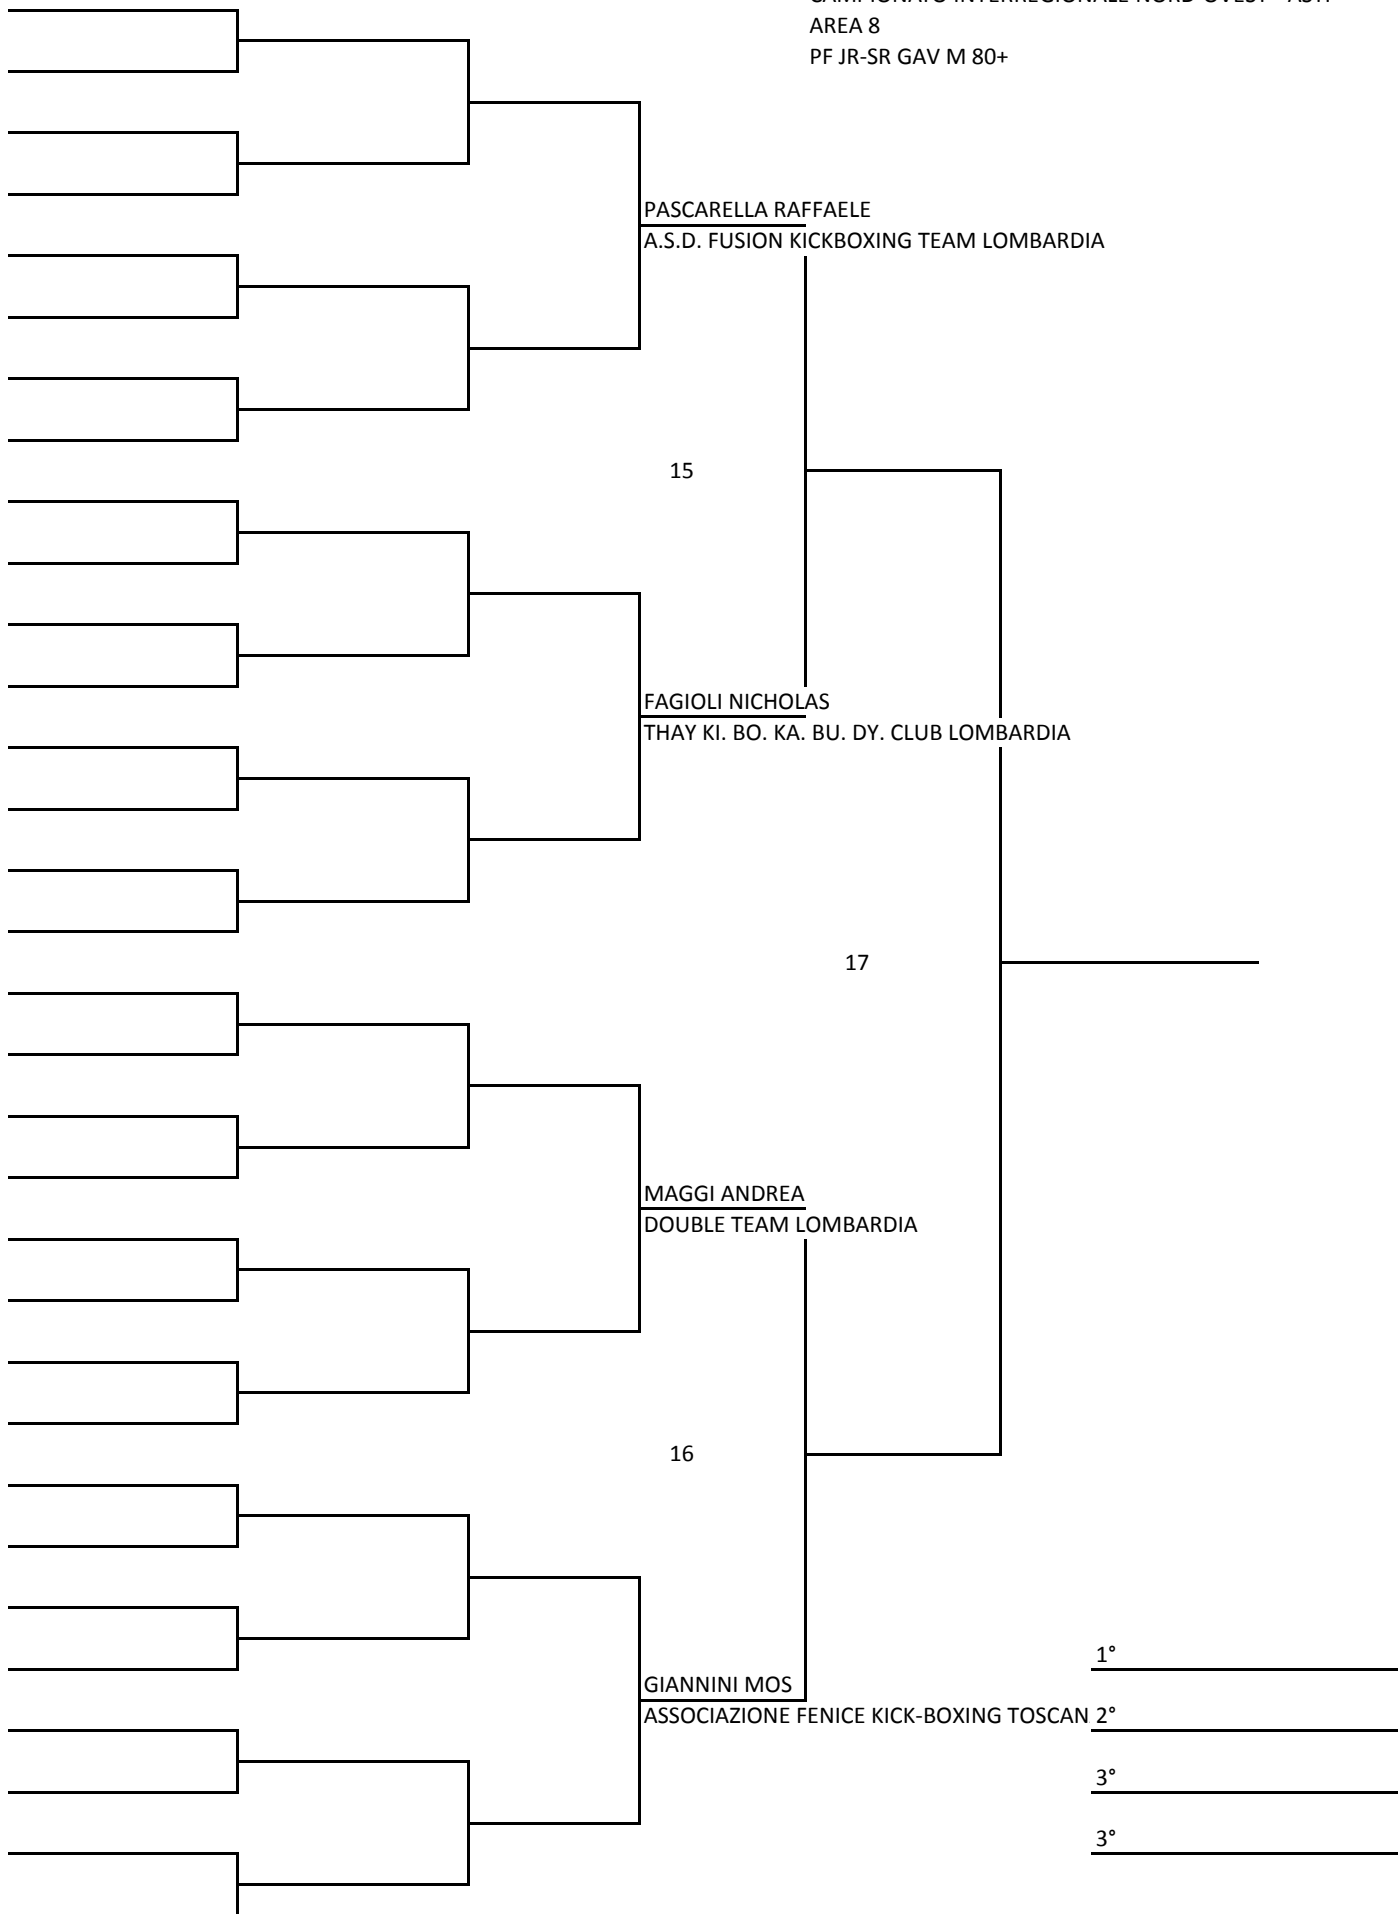 AREA 8
PF JR-SR GAV M 80+
PASCARELLA RAFFAELE
A.S.D. FUSION KICKBOXING TEAM LOMBARDIA
15
FAGIOLI NICHOLAS
THAY KI. BO. KA. BU. DY. CLUB LOMBARDIA
17
MAGGI ANDREA
DOUBLE TEAM LOMBARDIA
16
1°
GIANNINI MOS
ASSOCIAZIONE FENICE KICK-BOXING TOSCAN 2°
3°
3°